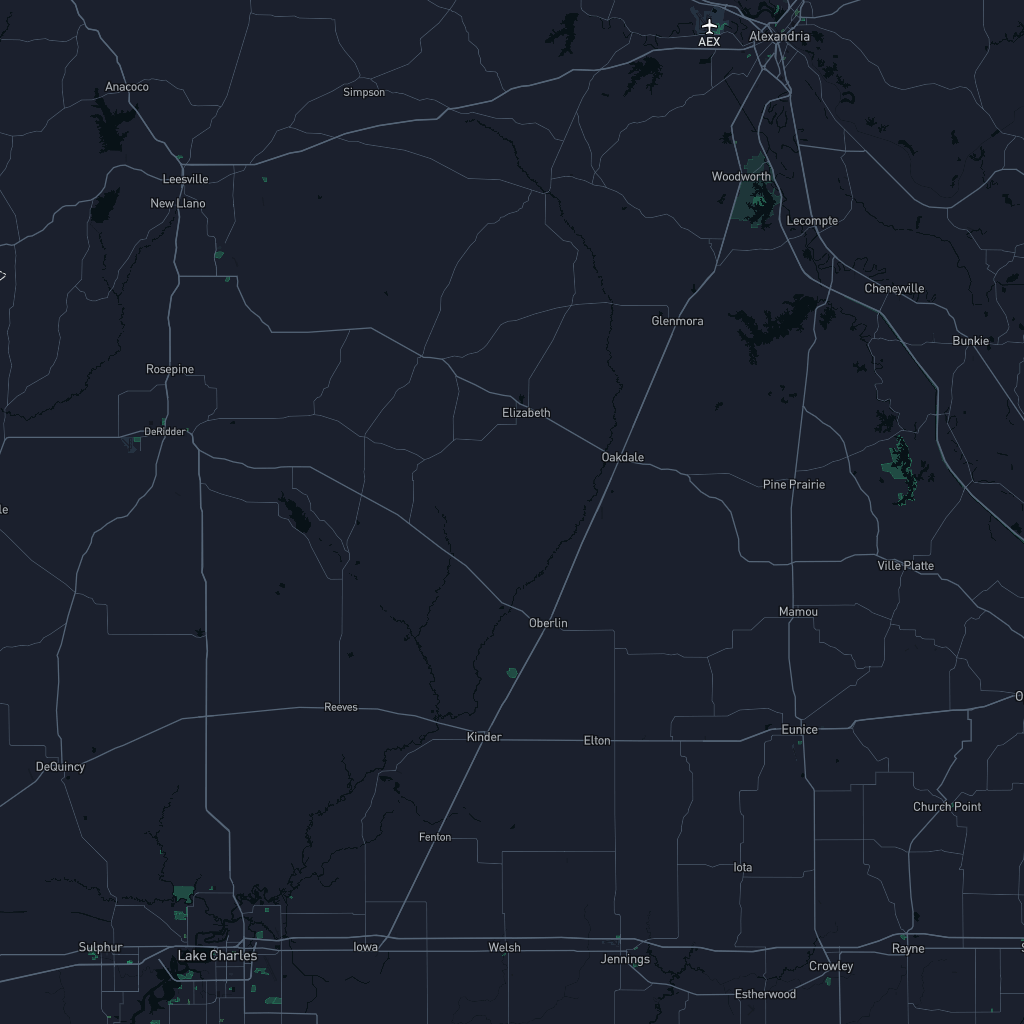 Alexandria
AEX
Anacoco
Simpson
Leesville
Woodworth
New Llano
Lecompte
Cheneyville
Glenmora
Bunkie
Rosepine
Elizabeth
DeRidder
Oakdale
Pine Prairie
le
Ville Platte
Mamou
Oberlin
O
Reeves
Eunice
Kinder
Elton
DeQuincy
Church Point
Fenton
Iota
Sulphur
Iowa
Welsh
Rayne
S
Lake Charles
Jennings
Crowley
Estherwood